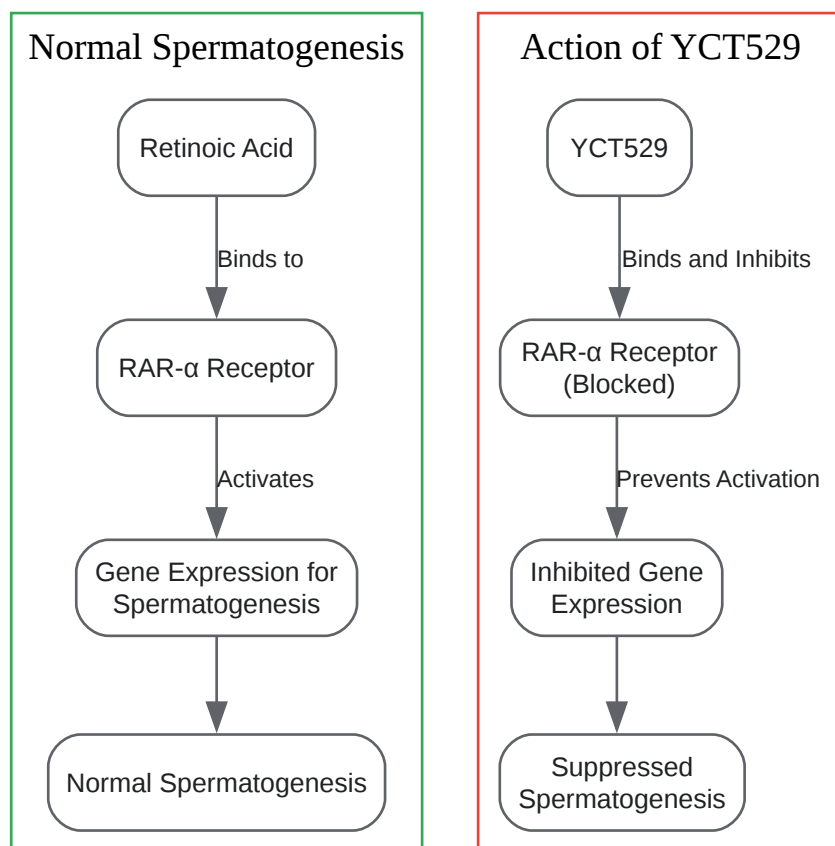 Normal Spermatogenesis
Retinoic Acid
Binds to
RAR-α Receptor
Activates
Gene Expression for
Spermatogenesis
Normal Spermatogenesis
Action of YCT529
YCT529
Binds and Inhibits
RAR-α Receptor
(Blocked)
Prevents Activation
Inhibited Gene
Expression
Suppressed
Spermatogenesis